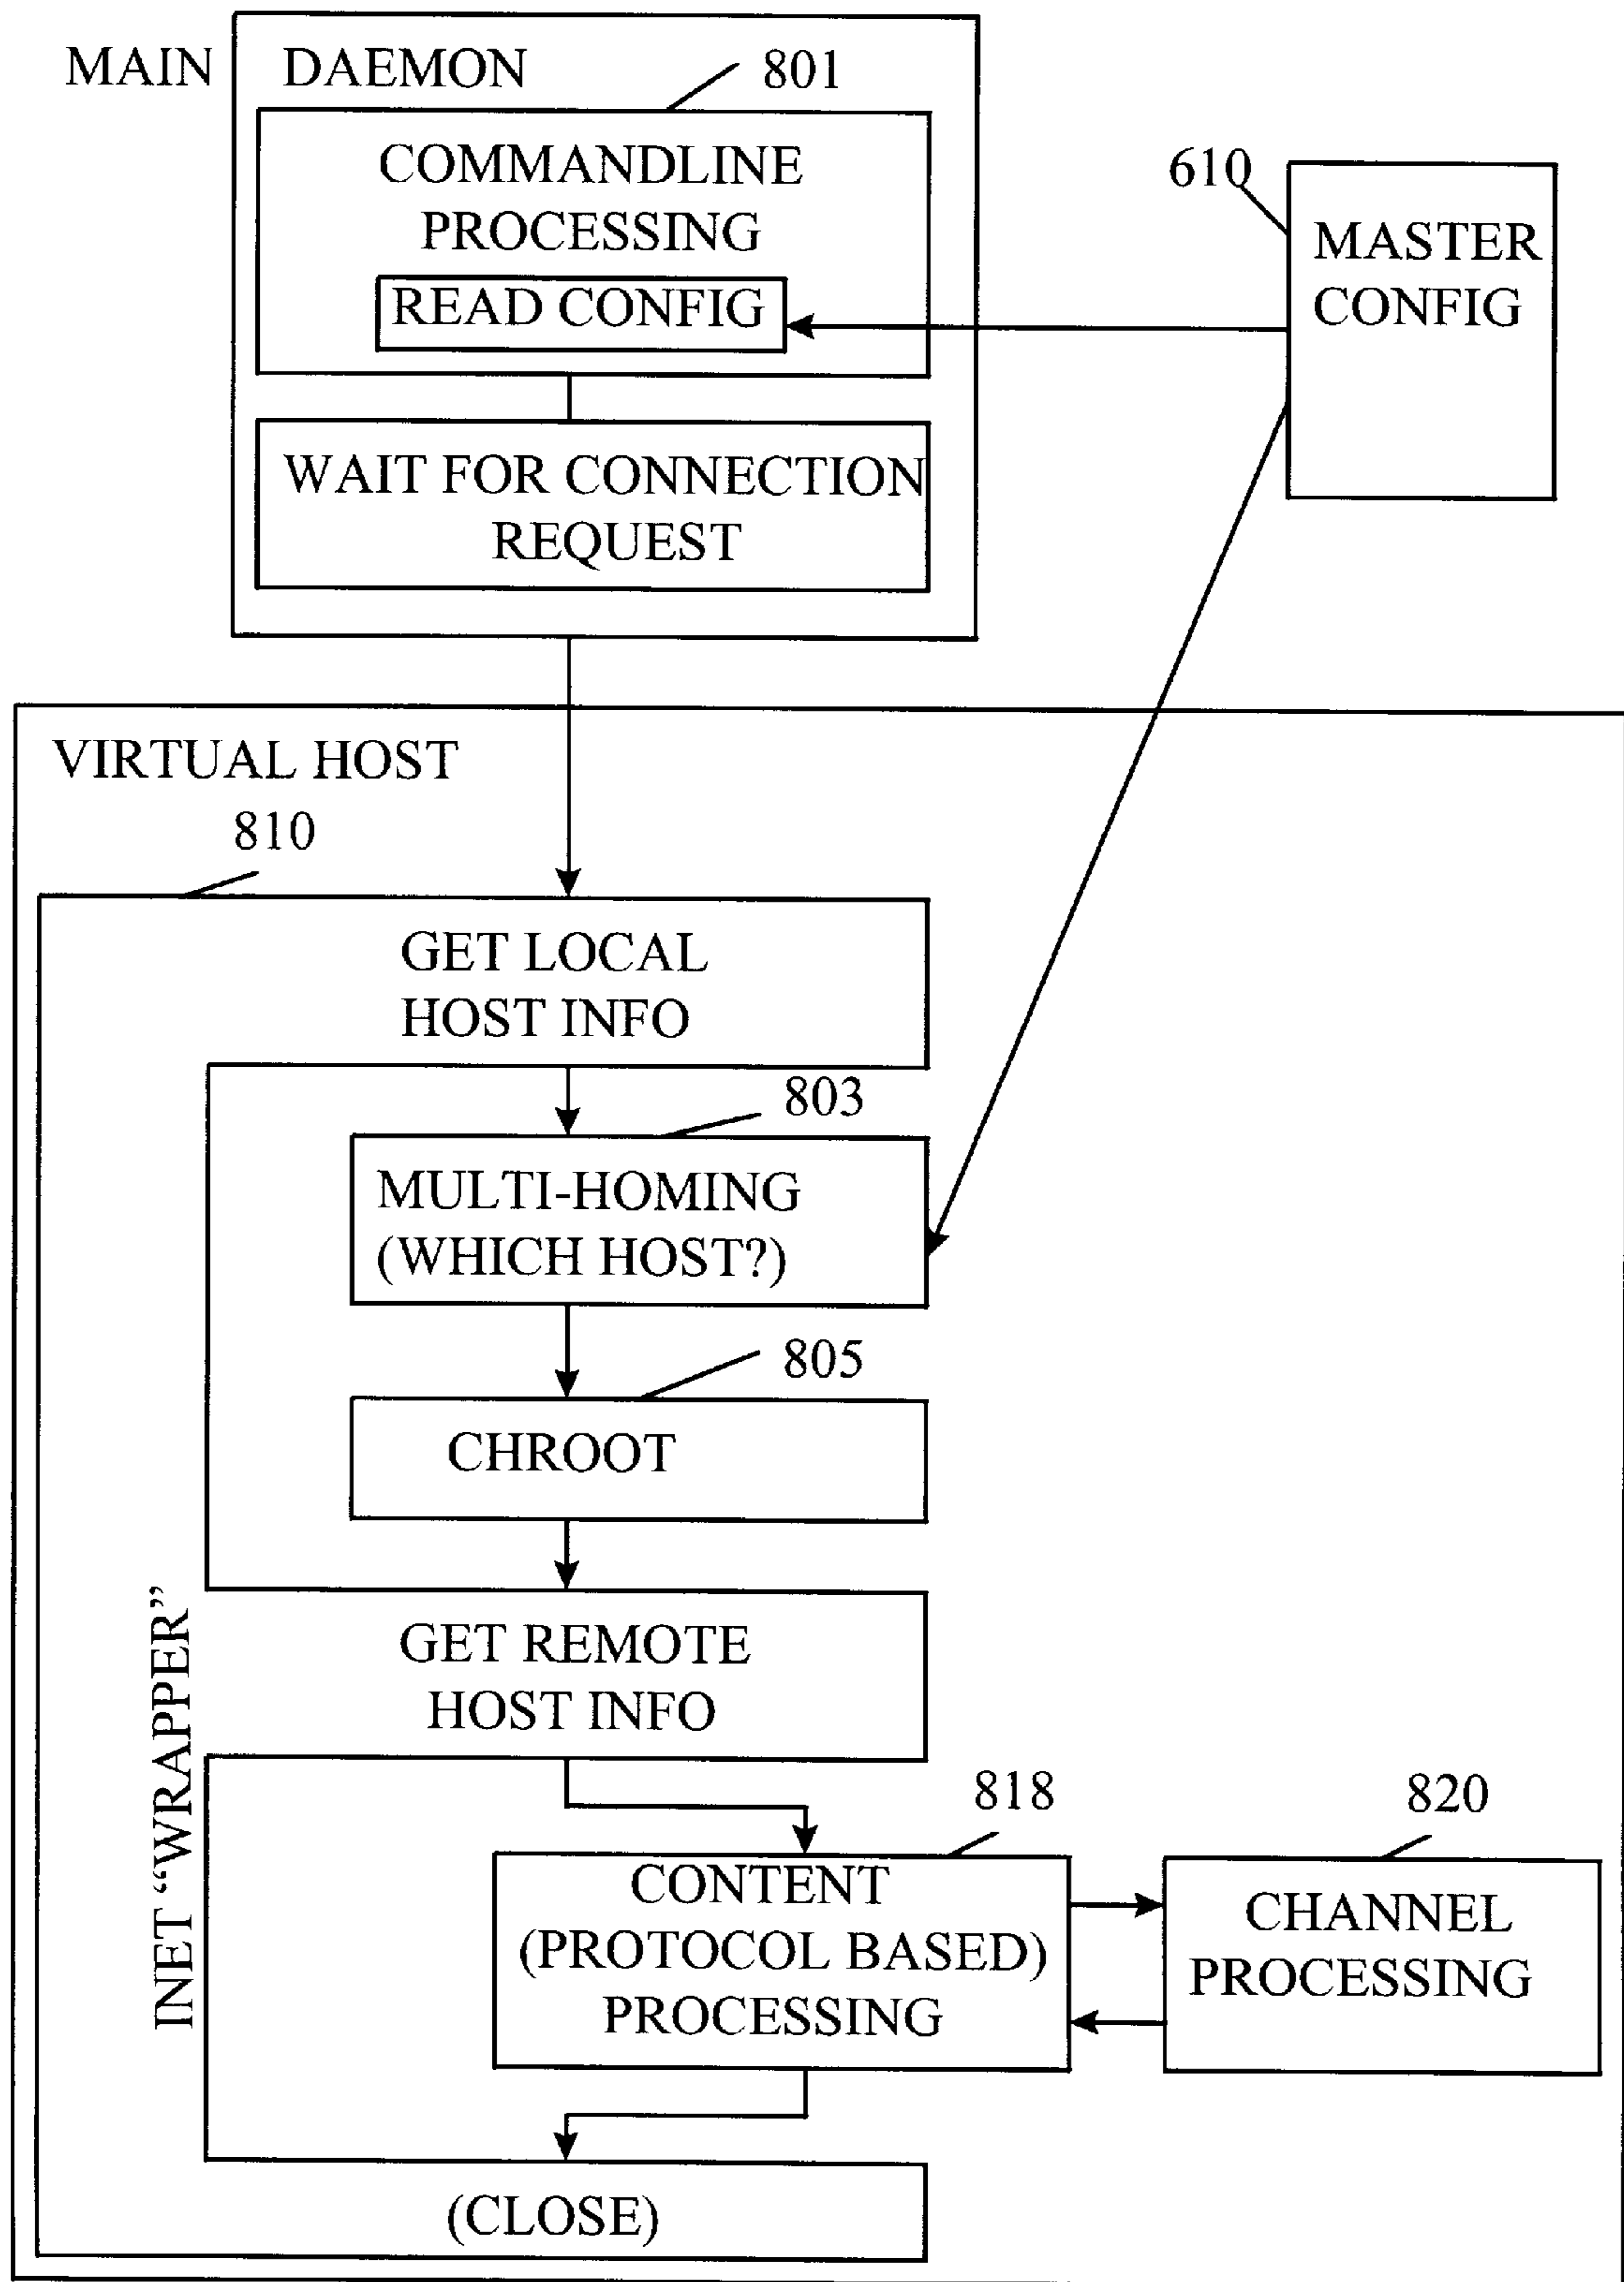 MAIN
DAEMON
801
COMMANDLINE
PROCESSING
READ CONFIG
610
MASTER
CONFIG
WAIT FOR CONNECTION
REQUEST
VIRTUAL HOST
810
GET LOCAL
HOST INFO
803
MULTI-HOMING
(WHICH HOST?)
805
CHROOT
INET “WRAPPER”
GET REMOTE
HOST INFO
818
CONTENT
(PROTOCOL BASED)
PROCESSING
820
CHANNEL
PROCESSING
(CLOSE)